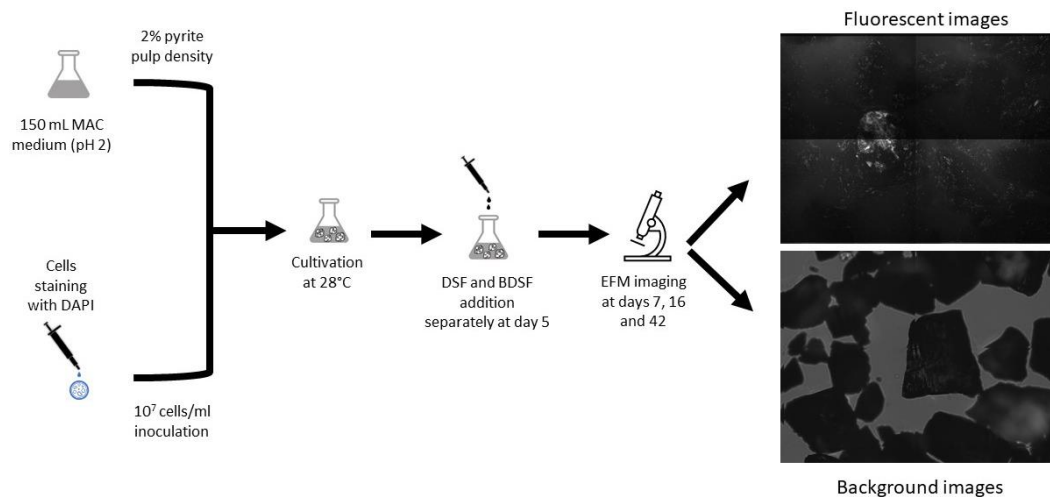 2% pyrite
pulp density
150 mL MAC
medium (pH 2)
Cells
staining
with DAPI
10⁷ cells/ml
inoculation
Cultivation
at 28°C
DSF and BDSF
addition
separately at day 5
EFM imaging
at days 7, 16
and 42
Fluorescent images
Background images